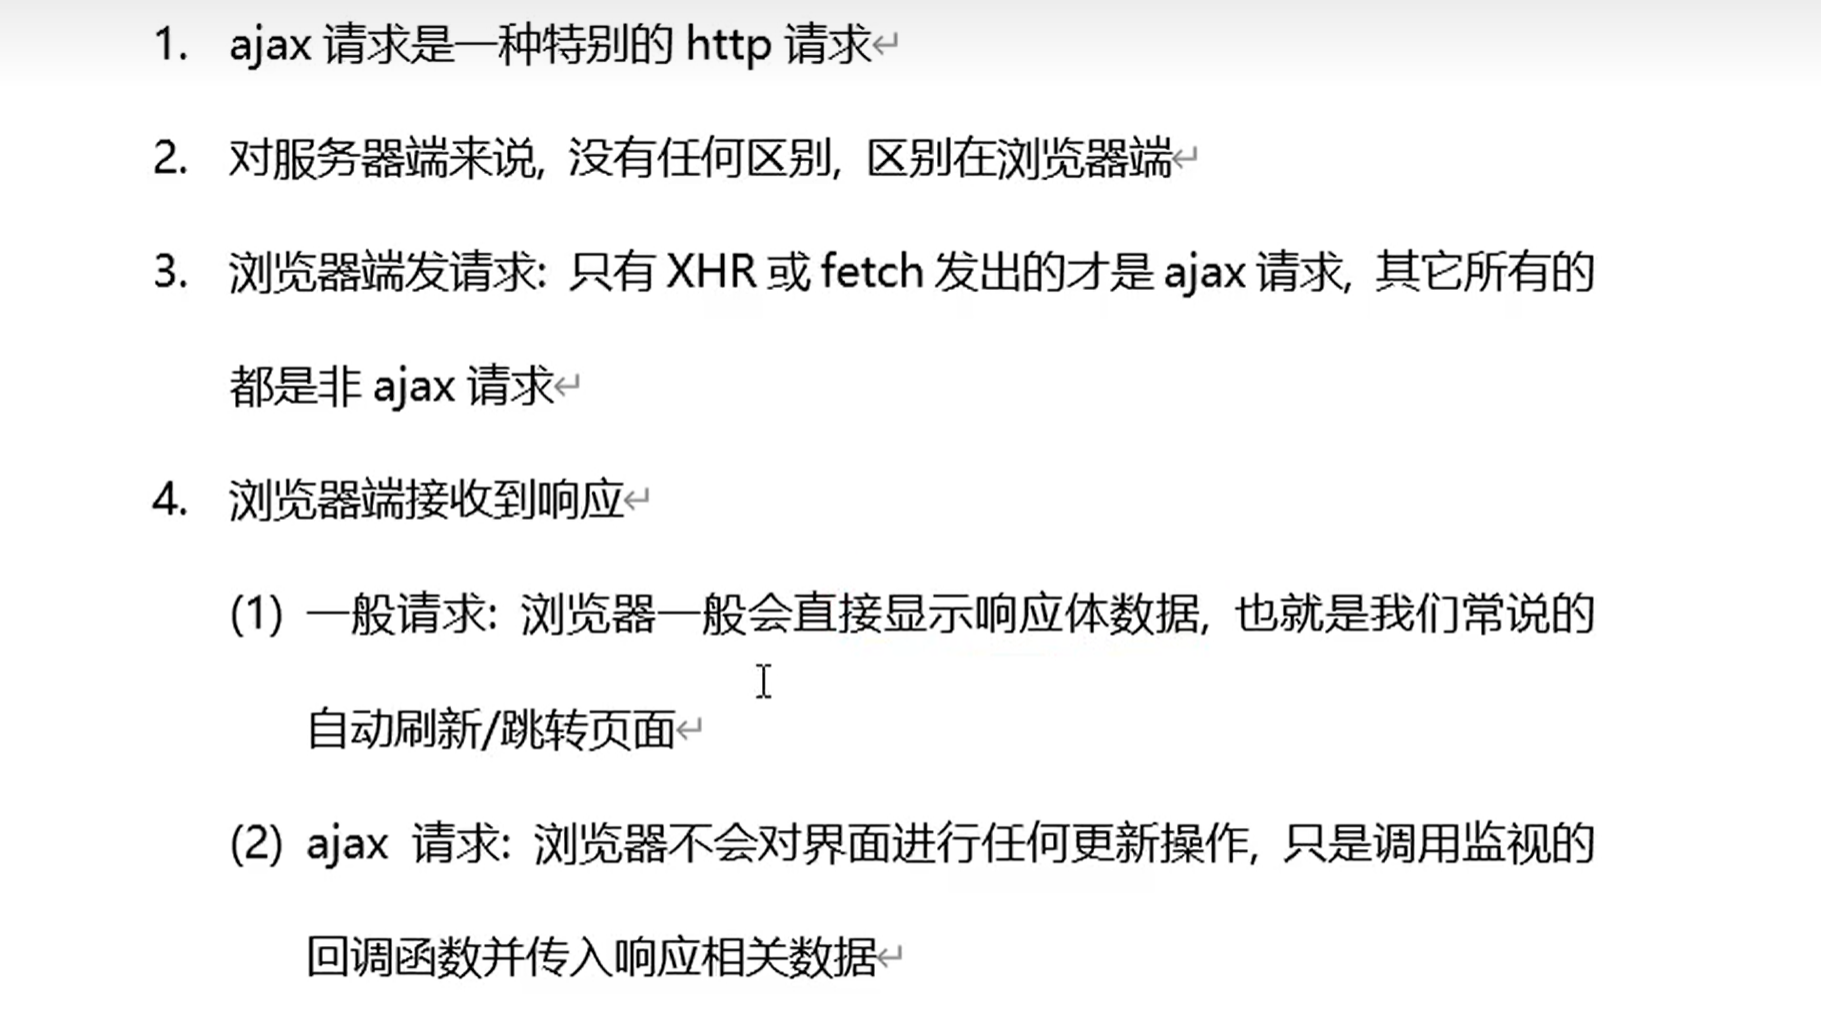 1. ajax 请求是一种特别的 http 请求↵
2. 对服务器端来说, 没有任何区别, 区别在浏览器端↵
3. 浏览器端发请求: 只有 XHR 或 fetch 发出的才是 ajax 请求, 其它所有的
都是非 ajax 请求↵
4. 浏览器端接收到响应↵
(1) 一般请求: 浏览器一般会直接显示响应体数据, 也就是我们常说的
自动刷新/跳转页面↵
(2) ajax 请求: 浏览器不会对界面进行任何更新操作, 只是调用监视的
回调函数并传入响应相关数据↵